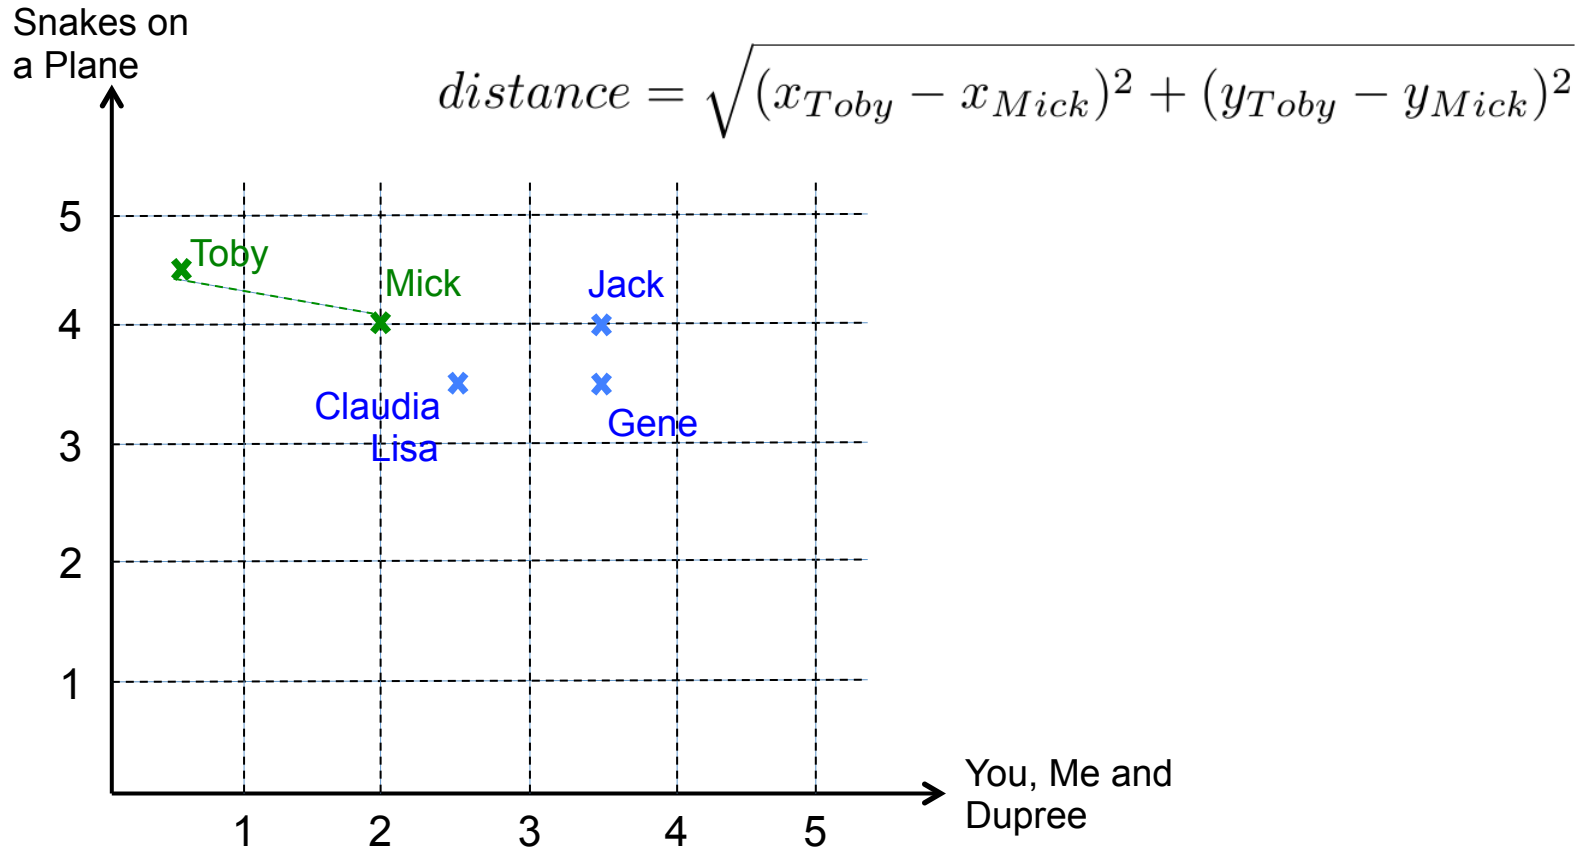 Snakes on
a Plane
distance = √(x_Toby − x_Mick)² + (y_Toby − y_Mick)²
5
Toby
Mick
Jack
4
Claudia
Gene
Lisa
3
2
1
You, Me and
Dupree
1 2 3 4 5